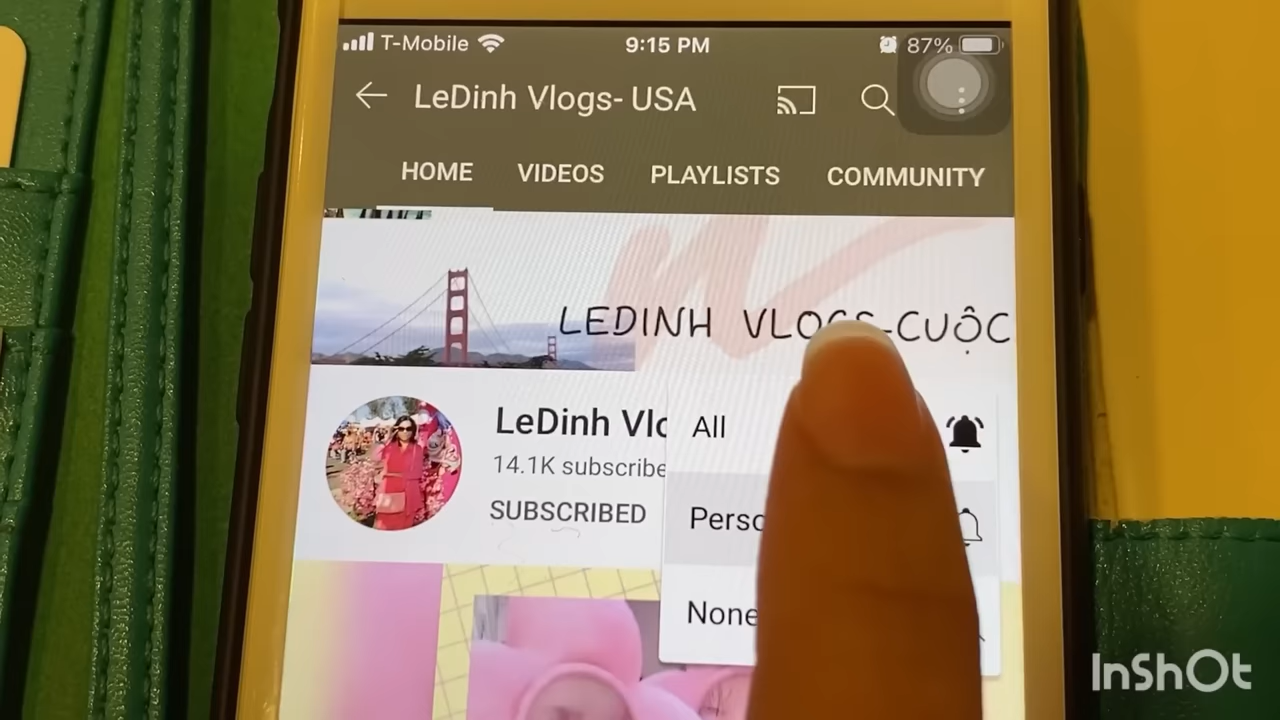 T-Mobile 9:15 PM 87%
LeDinh Vlogs- USA
HOME VIDEOS PLAYLISTS COMMUNITY
LEDINH VLOGS-CUỘC
LeDinh Vlo
14.1K subscribe
SUBSCRIBED
All
Perso
None
InShOt